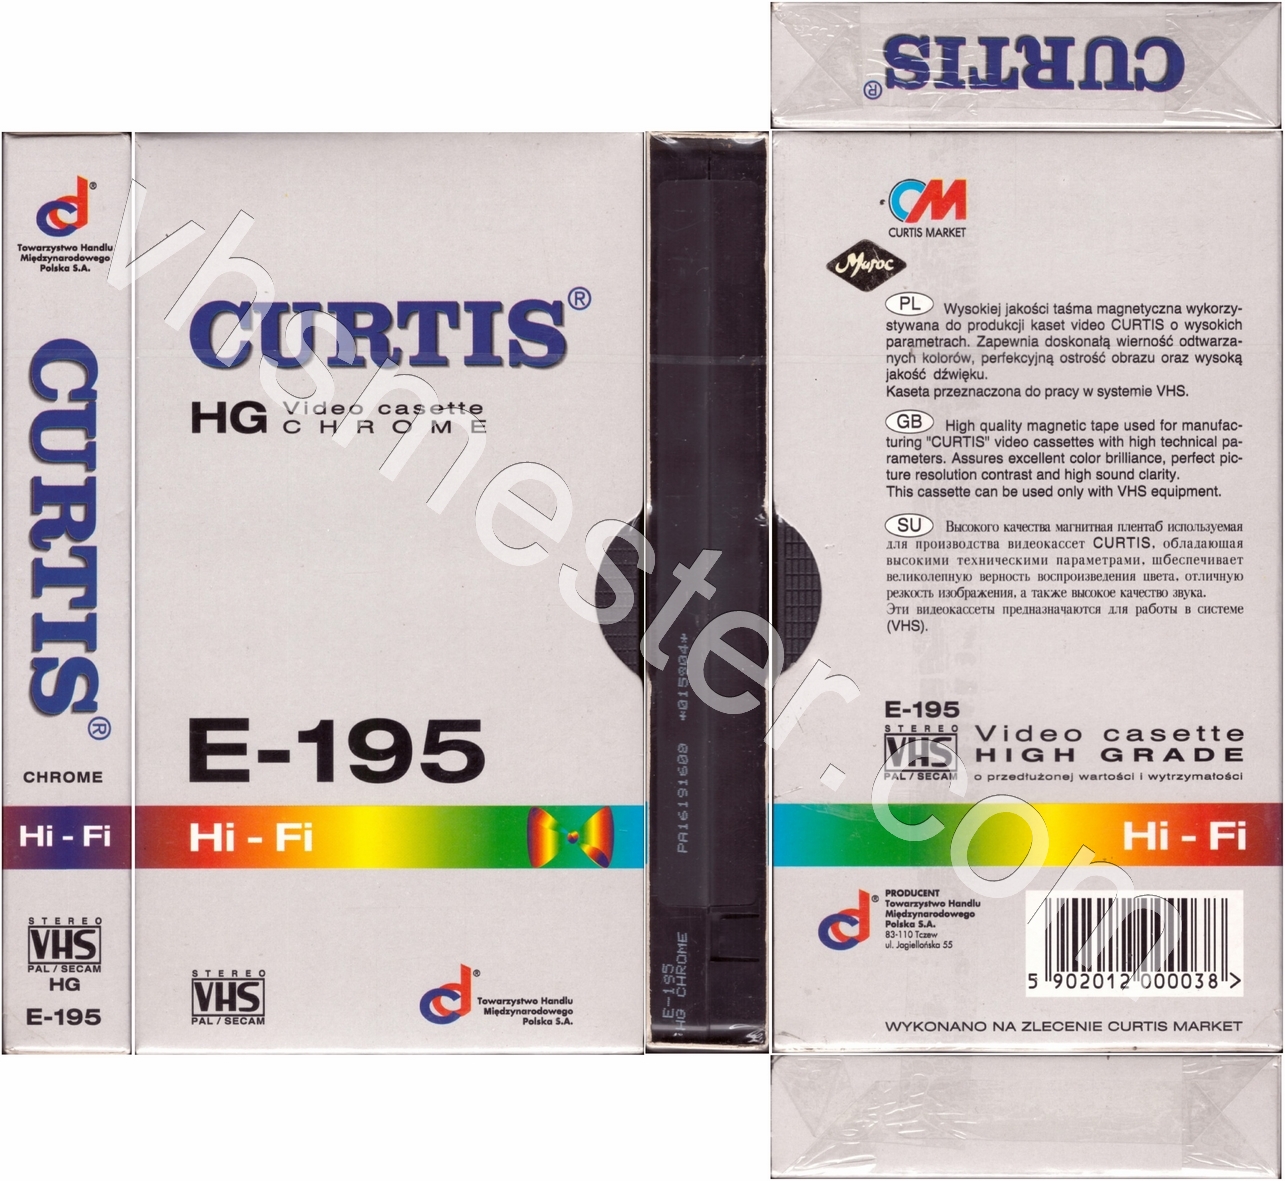 CURTIS®
®
Towarzystwo Handlu
Międzynarodowego
Polska S.A.
CURTIS®
CHROME
Hi - Fi
STEREO
VHS
PAL / SECAM
HG
E-195
CURTIS®
HG Video casette
CHROME
E-195
Hi - Fi
STEREO
VHS
PAL / SECAM
®
Towarzystwo Handlu
Międzynarodowego
Polska S.A.
E-195
HG CHROME
CM
CURTIS MARKET
Maroc
PL Wysokiej jakości taśma magnetyczna wykorzy-
stywana do produkcji kaset video CURTIS o wysokich
parametrach. Zapewnia doskonałą wierność odtwarza-
nych kolorów, perfekcyjną ostrość obrazu oraz wysoką
jakość dźwięku.
Kaseta przeznaczona do pracy w systemie VHS.
GB High quality magnetic tape used for manufac-
turing "CURTIS" video cassettes with high technical pa-
rameters. Assures excellent color brilliance, perfect pic-
ture resolution contrast and high sound clarity.
This cassette can be used only with VHS equipment.
SU Высокого качества магнитная плентаб используемая
для производства видеокассет CURTIS, обладающая
высокими техническими параметрами, шбеспечивает
великолепную верность воспроизведения цвета, отличную
резкость изображения, а также высокое качество звука.
Эти видеокассеты предназначаются для работы в системе
(VHS).
E-195
STEREO
VHS
PAL / SECAM
Video casette
HIGH GRADE
o przedłużonej wartości i wytrzymałości
Hi - Fi
®
PRODUCENT
Towarzystwo Handlu
Międzynarodowego
Polska S.A.
83-110 Tczew
ul. Jagiellońska 55
5 902012 000038 >
WYKONANO NA ZLECENIE CURTIS MARKET
vhsmester.com